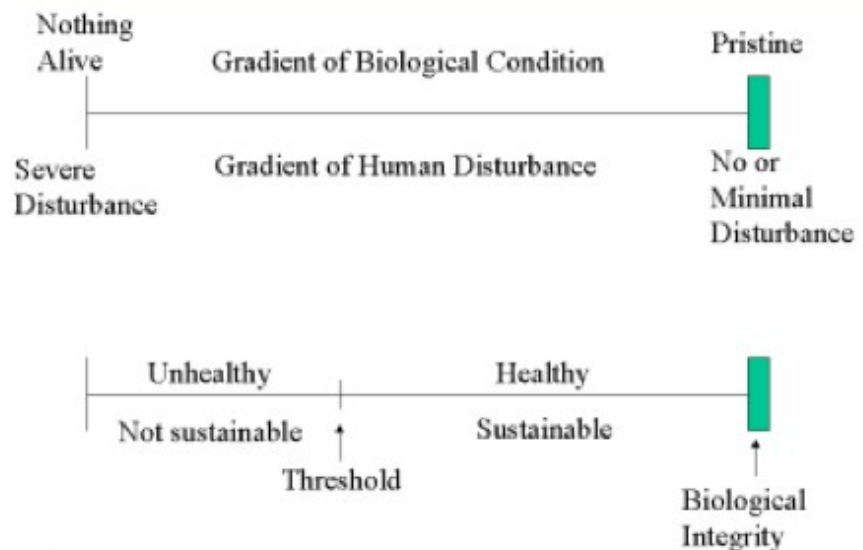 Nothing
Alive
Gradient of Biological Condition
Pristine
Severe
Disturbance
Gradient of Human Disturbance
No or
Minimal
Disturbance
Unhealthy
Healthy
Not sustainable
Sustainable
Threshold
Biological
Integrity